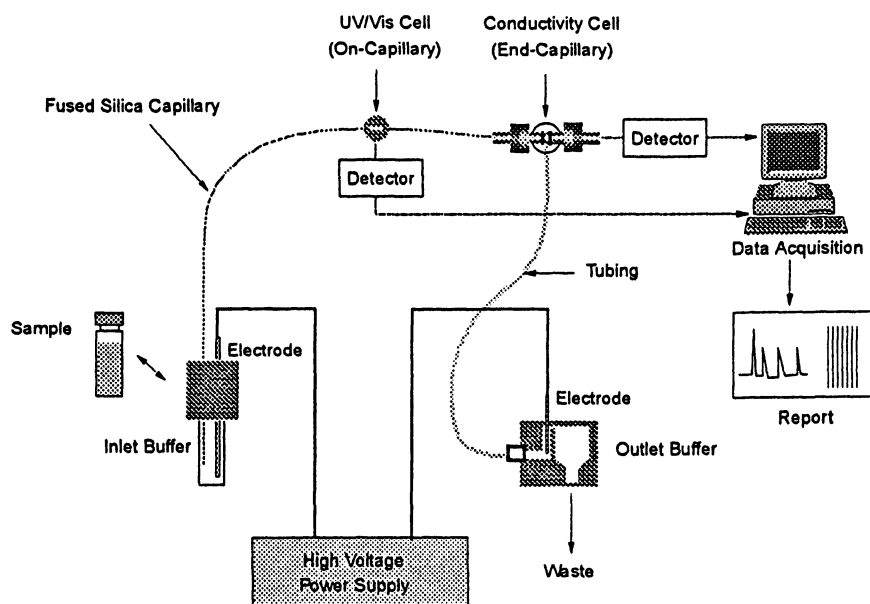 UV/Vis Cell
(On-Capillary)
Conductivity Cell
(End-Capillary)
Fused Silica Capillary
Detector
Detector
Data Acquisition
Tubing
Sample
Electrode
Electrode
Report
Inlet Buffer
Outlet Buffer
High Voltage
Power Supply
Waste